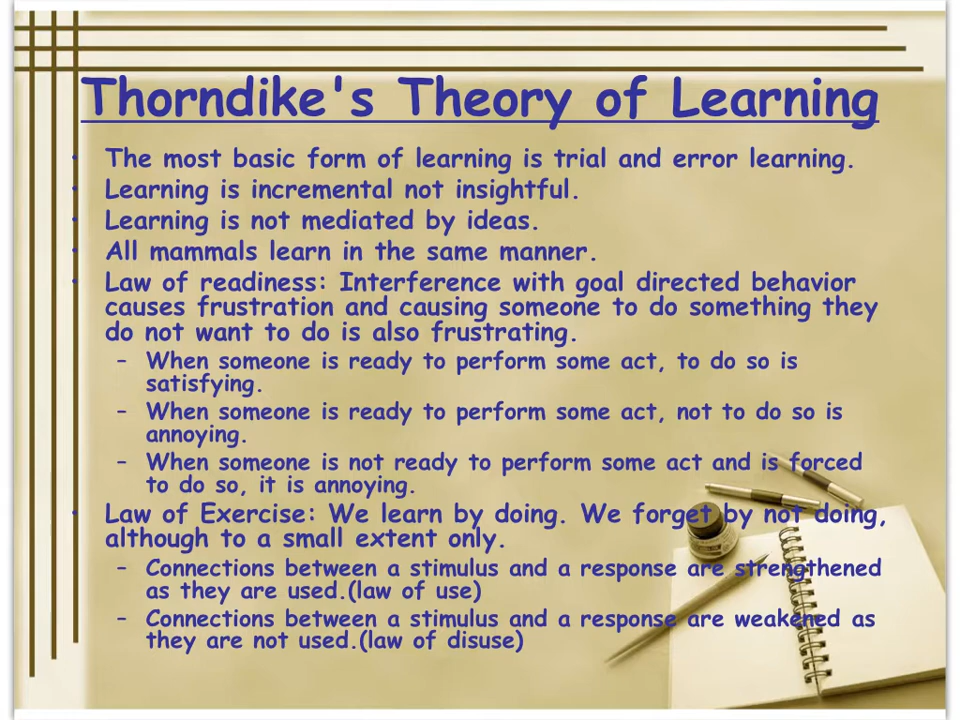 Thorndike's Theory of Learning
• The most basic form of learning is trial and error learning.
• Learning is incremental not insightful.
• Learning is not mediated by ideas.
• All mammals learn in the same manner.
• Law of readiness: Interference with goal directed behavior
causes frustration and causing someone to do something they
do not want to do is also frustrating.
– When someone is ready to perform some act, to do so is
satisfying.
– When someone is ready to perform some act, not to do so is
annoying.
– When someone is not ready to perform some act and is forced
to do so, it is annoying.
• Law of Exercise: We learn by doing. We forget by not doing,
although to a small extent only.
– Connections between a stimulus and a response are strengthened
as they are used.(law of use)
– Connections between a stimulus and a response are weakened as
they are not used.(law of disuse)